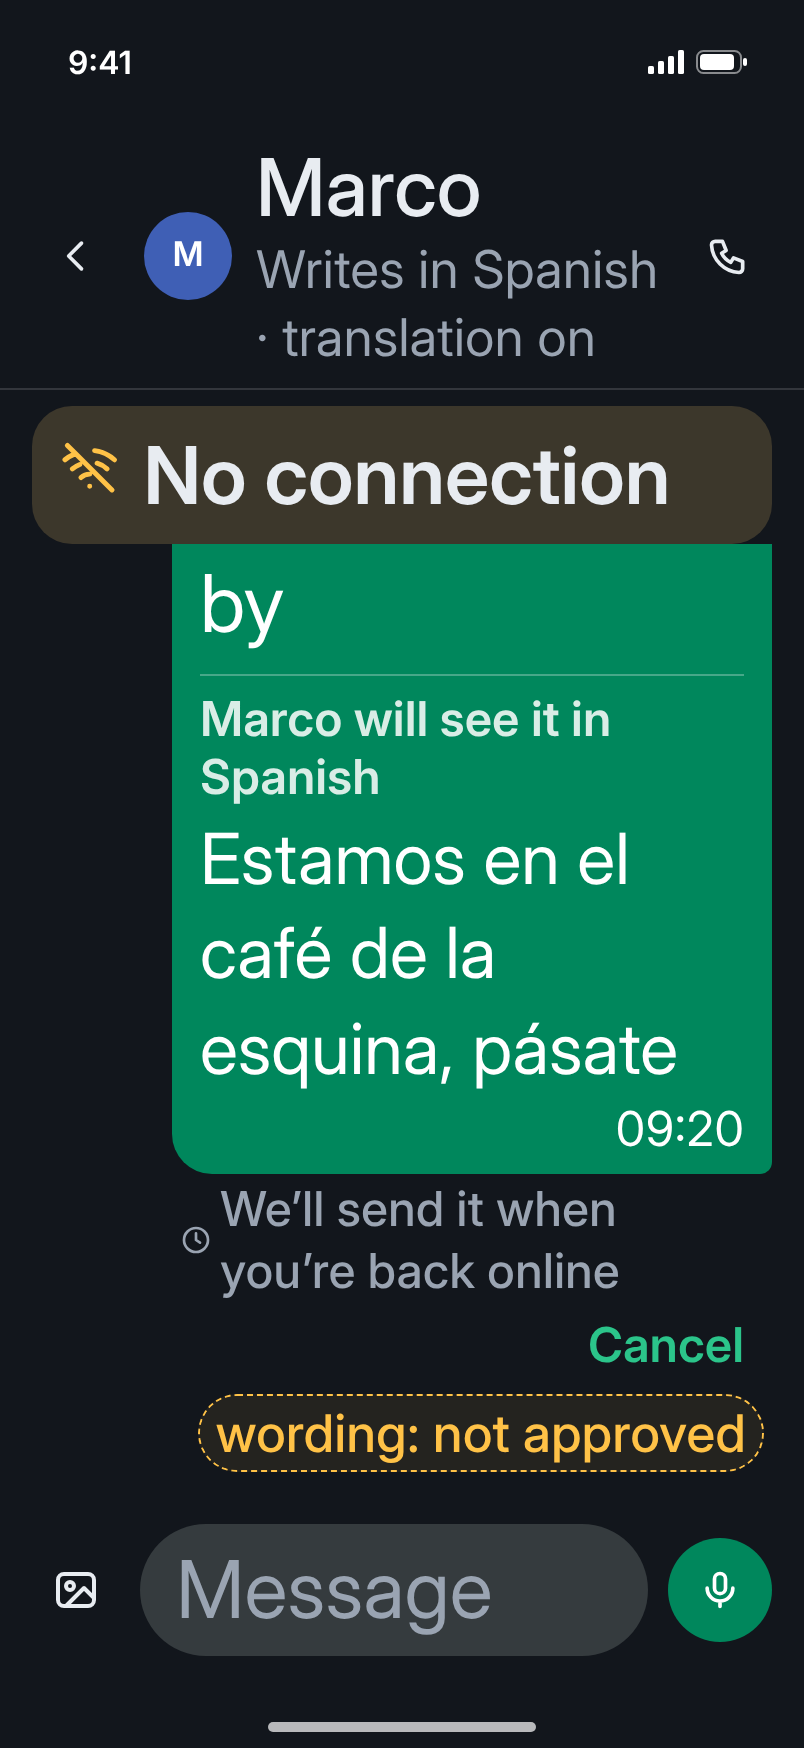 9:41
Marco
M
Writes in Spanish
· translation on
No connection
by
Marco will see it in
Spanish
Estamos en el
café de la
esquina, pásate
09:20
We’ll send it when
you’re back online
Cancel
wording: not approved
Message